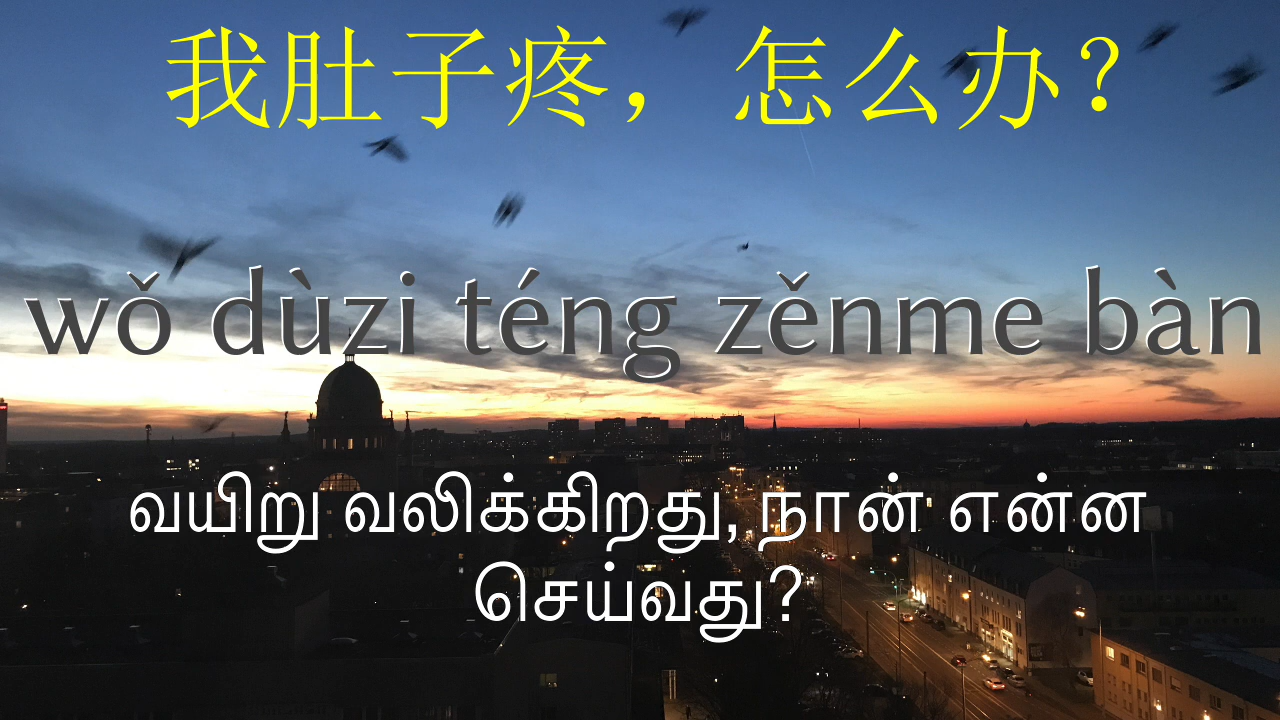 我肚子疼，怎么办？
wǒ dùzi téng zěnme bàn
வயிறு வலிக்கிறது, நான் என்ன
செய்வது?